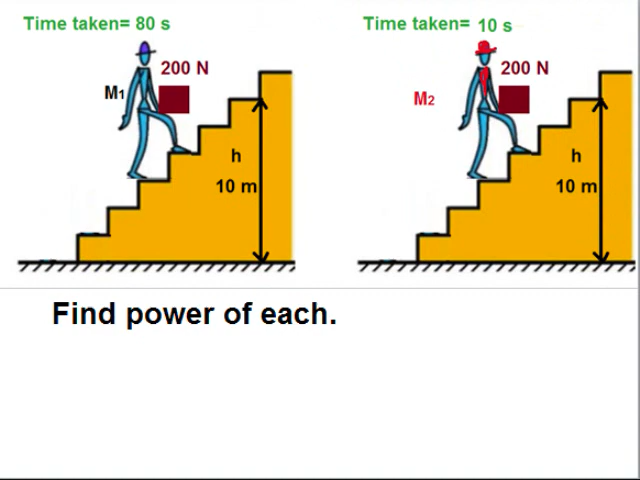 Time taken= 80 s
200 N
M1
h
10 m
Time taken= 10 s
200 N
M2
h
10 m
Find power of each.